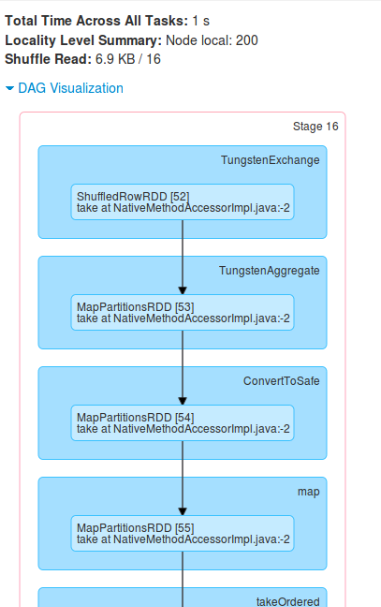 Total Time Across All Tasks: 1 s
Locality Level Summary: Node local: 200
Shuffle Read: 6.9 KB / 16
DAG Visualization
Stage 16
TungstenExchange
ShuffledRowRDD [52]
take at NativeMethodAccessorImpl.java:-2
TungstenAggregate
MapPartitionsRDD [53]
take at NativeMethodAccessorImpl.java:-2
ConvertToSafe
MapPartitionsRDD [54]
take at NativeMethodAccessorImpl.java:-2
map
MapPartitionsRDD [55]
take at NativeMethodAccessorImpl.java:-2
takeOrdered